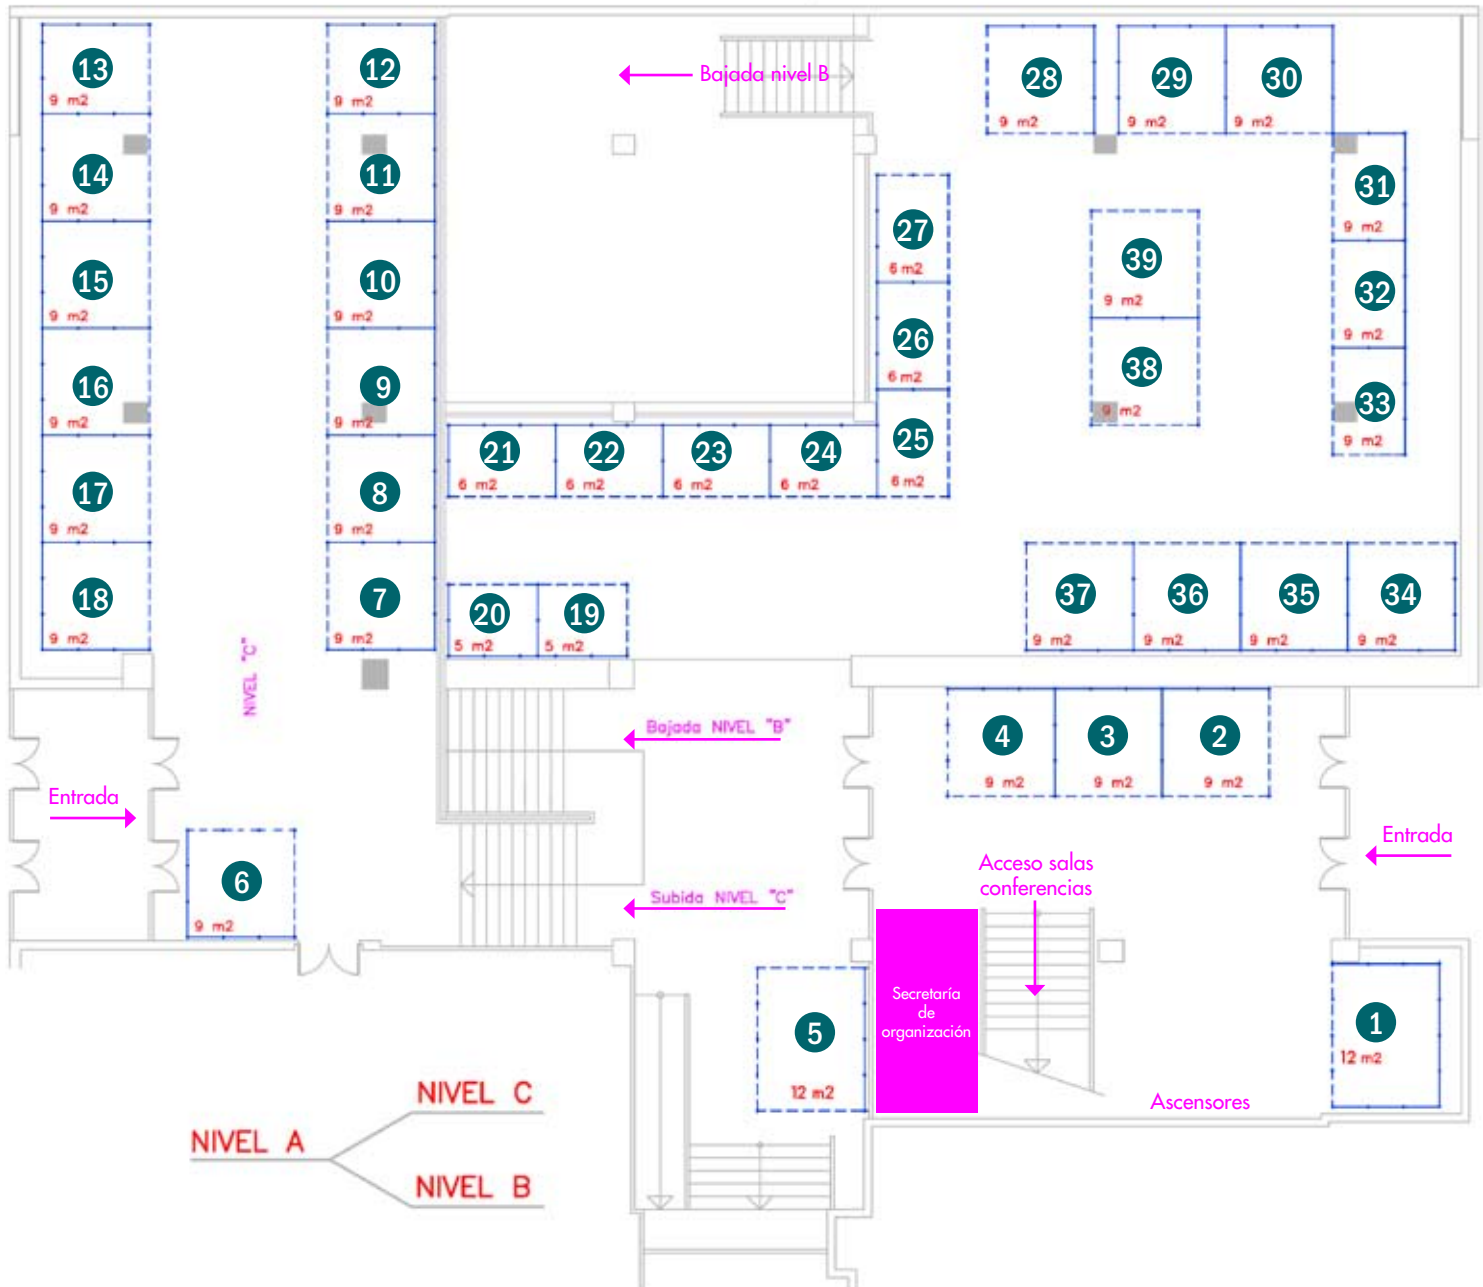 13
9 m2
12
9 m2
Bajada nivel B
28
9 m2
29
9 m2
30
9 m2
14
9 m2
11
9 m2
31
9 m2
27
6 m2
39
9 m2
15
9 m2
10
9 m2
32
9 m2
26
6 m2
38
9 m2
16
9 m2
9
9 m2
33
9 m2
25
6 m2
21
6 m2
22
6 m2
23
6 m2
24
6 m2
17
9 m2
8
9 m2
18
9 m2
7
9 m2
20
5 m2
19
5 m2
37
9 m2
36
9 m2
35
9 m2
34
9 m2
NIVEL "C"
Bajada NIVEL "B"
4
9 m2
3
9 m2
2
9 m2
Entrada
Entrada
6
9 m2
Subida NIVEL "C"
Acceso salas
conferencias
Secretaría
de
organización
5
12 m2
1
12 m2
Ascensores
NIVEL C
NIVEL A
NIVEL B